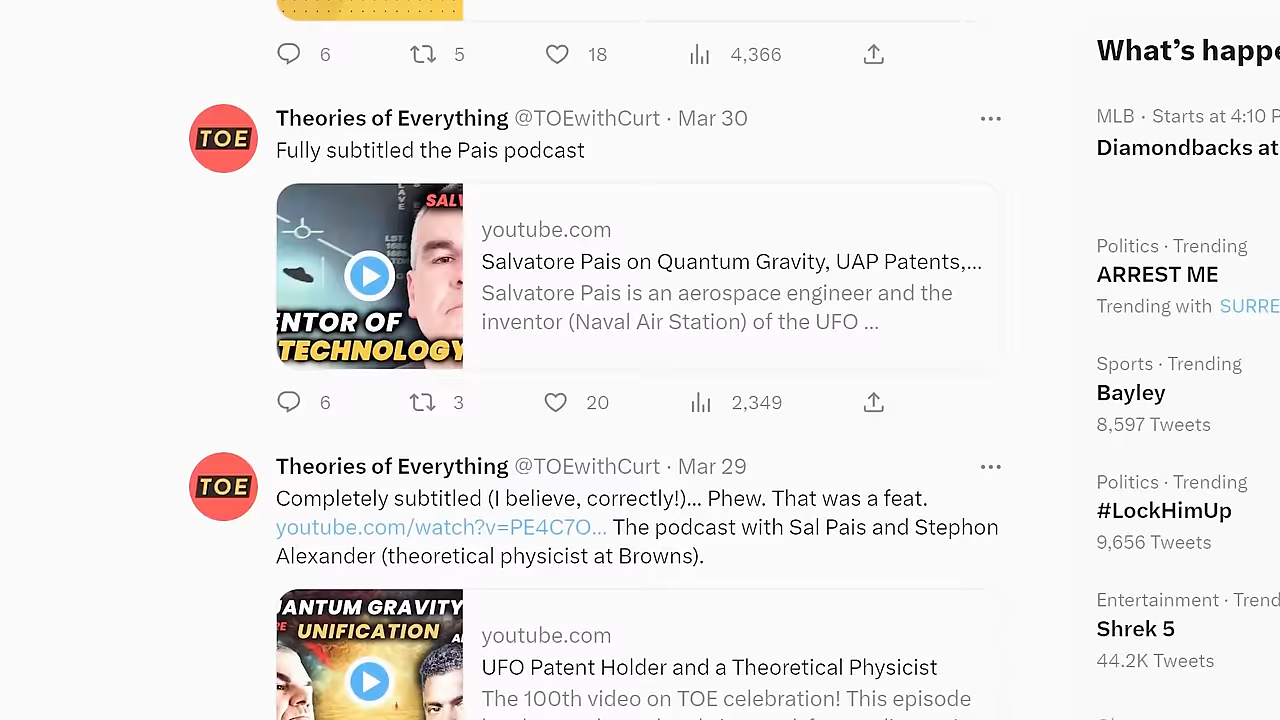 6 5 18 4,366
Theories of Everything @TOEwithCurt · Mar 30
TOE
Fully subtitled the Pais podcast
SALV
LAVE
LST
NTOR OF
TECHNOLOGY
youtube.com
Salvatore Pais on Quantum Gravity, UAP Patents,...
Salvatore Pais is an aerospace engineer and the
inventor (Naval Air Station) of the UFO ...
6 3 20 2,349
Theories of Everything @TOEwithCurt · Mar 29
TOE
Completely subtitled (I believe, correctly!)... Phew. That was a feat.
youtube.com/watch?v=PE4C7O... The podcast with Sal Pais and Stephon
Alexander (theoretical physicist at Browns).
UANTUM GRAVITY
UNIFICATION
youtube.com
UFO Patent Holder and a Theoretical Physicist
The 100th video on TOE celebration! This episode
What's happe
MLB · Starts at 4:10 P
Diamondbacks at
Politics · Trending
ARREST ME
Trending with SURRE
Sports · Trending
Bayley
8,597 Tweets
Politics · Trending
#LockHimUp
9,656 Tweets
Entertainment · Trend
Shrek 5
44.2K Tweets